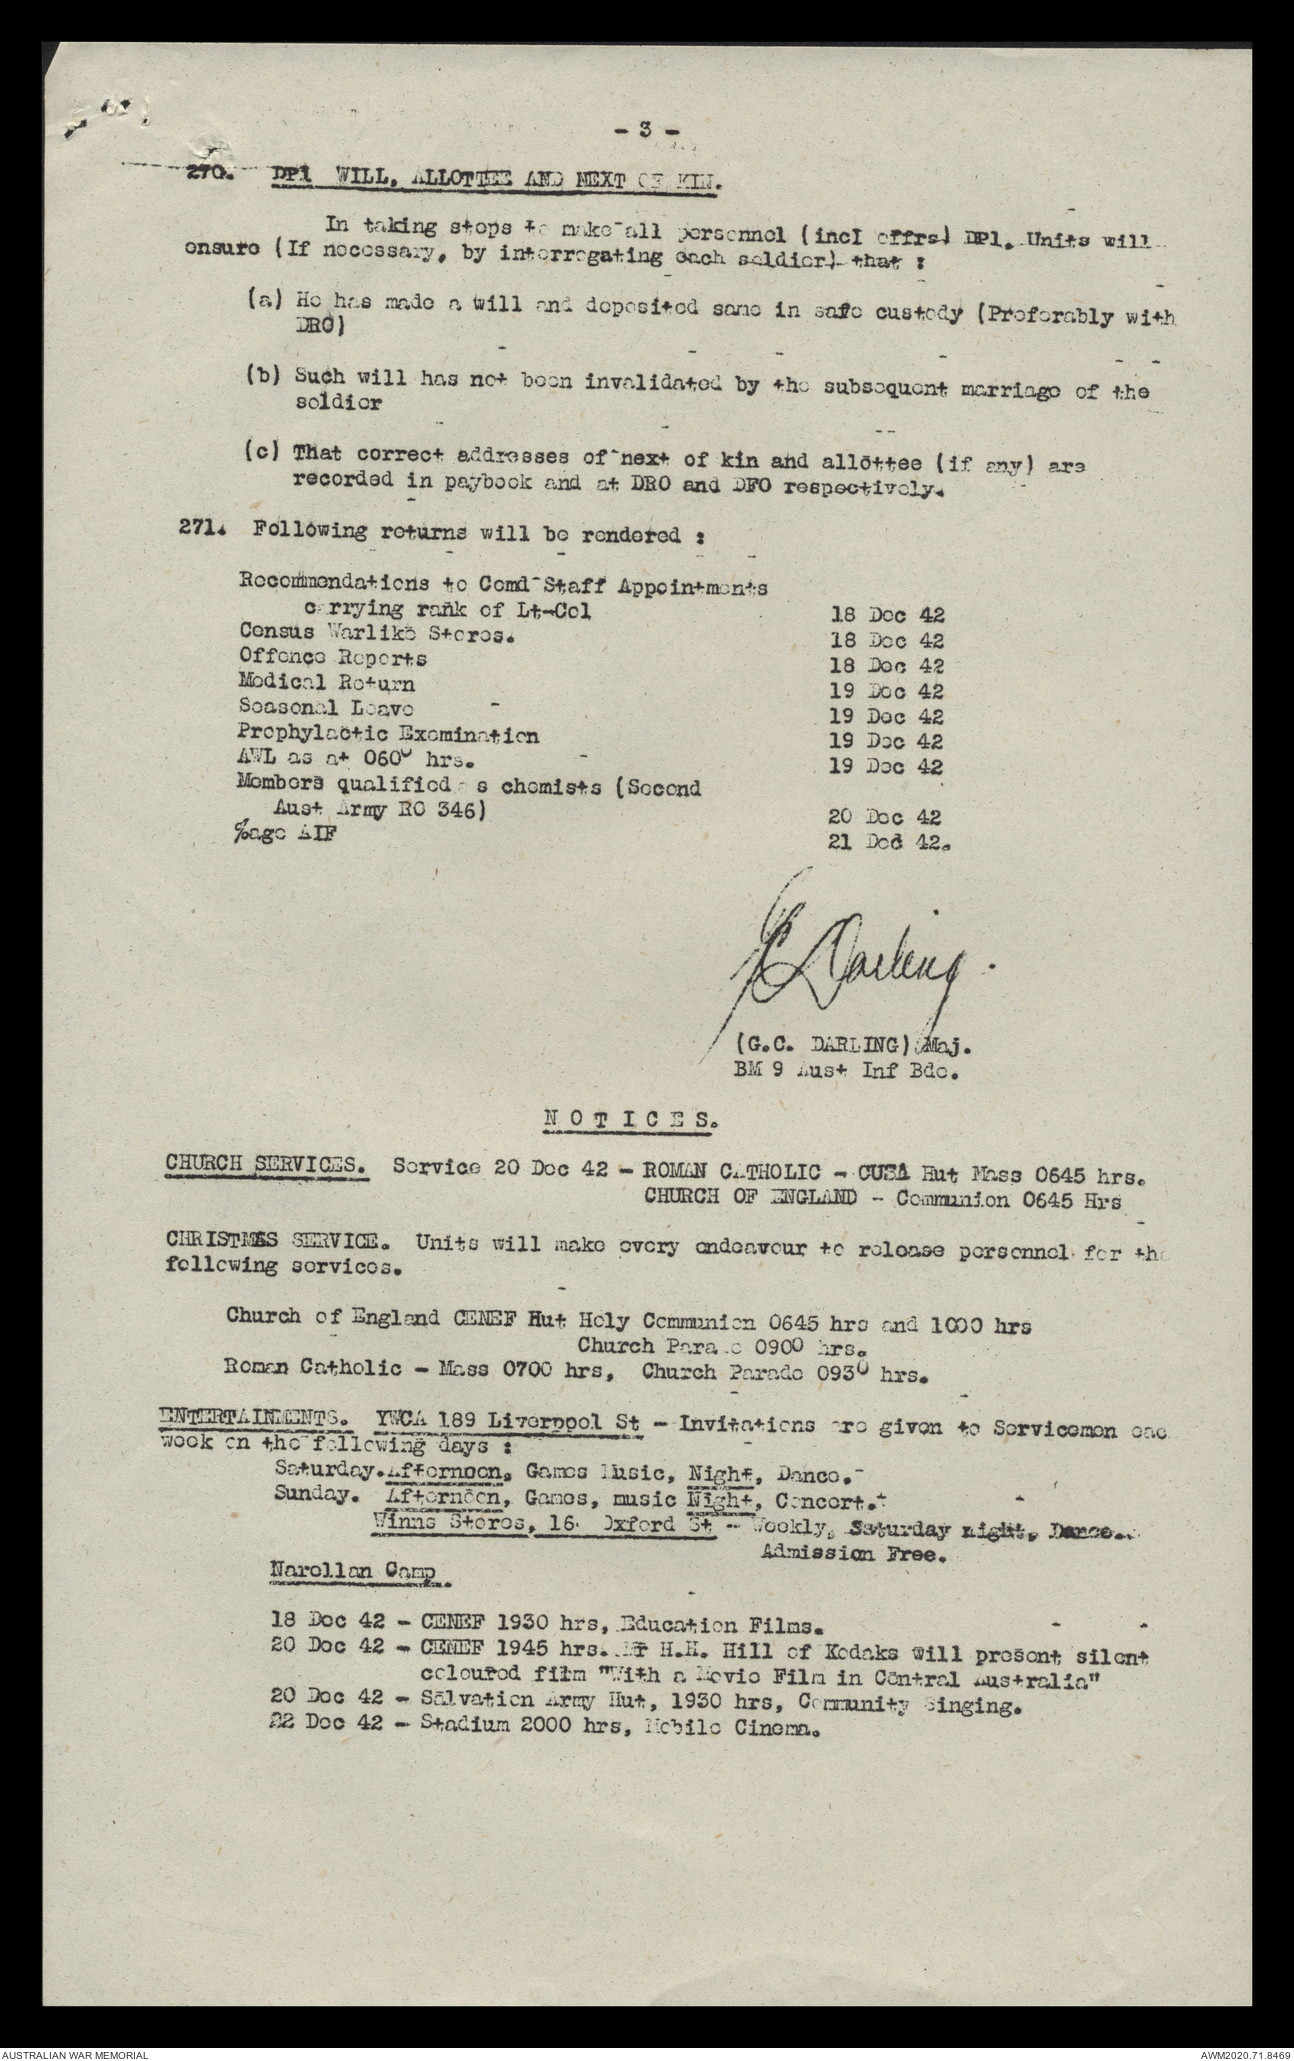 - 3 -
270. DP1 WILL, ALLOTTEE AND NEXT OF KIN.
In taking steps to make all personnel (incl offrs) DP1. Units will
ensure (If necessary, by interrogating each soldier) that :
(a) He has made a will and deposited same in safe custody (Preferably with
DRO)
(b) Such will has not been invalidated by the subsequent marriage of the
soldier
(c) That correct addresses of next of kin and allottee (if any) are
recorded in paybook and at DRO and DFO respectively.
271. Following returns will be rendered :
Recommendations to Comd Staff Appointments
carrying rank of Lt-Col 18 Dec 42
Census Warlike Stores. 18 Dec 42
Offence Reports 18 Dec 42
Medical Return 19 Dec 42
Seasonal Leave 19 Dec 42
Prophylactic Examination 19 Dec 42
AWL as at 0600 hrs. 19 Dec 42
Members qualified as chemists (Second
Aust Army RO 346) 20 Dec 42
%age AIF 21 Dec 42.
GC Darling.
(G.C. DARLING) Maj.
BM 9 Aust Inf Bde.
N O T I C E S.
CHURCH SERVICES. Service 20 Dec 42 - ROMAN CATHOLIC - CUSA Hut Mass 0645 hrs.
CHURCH OF ENGLAND - Communion 0645 Hrs
CHRISTMAS SERVICE. Units will make every endeavour to release personnel for the
following services.
Church of England CENEF Hut Holy Communion 0645 hrs and 1000 hrs
Church Parade 0900 hrs.
Roman Catholic - Mass 0700 hrs, Church Parade 0930 hrs.
ENTERTAINMENTS. YWCA 189 Liverpool St - Invitations are given to Servicemen eac
week on the following days :
Saturday. Afternoon, Games Music, Night, Dance.
Sunday. Afternoon, Games, music Night, Concert.
Winns Stores, 16 Oxford St - Weekly, Saturday night, Dance.
Admission Free.
Narellan Camp.
18 Dec 42 - CENEF 1930 hrs, Education Films.
20 Dec 42 - CENEF 1945 hrs. Mr H.H. Hill of Kodaks will present silent
coloured film "With a Movie Film in Central Australia"
20 Dec 42 - Salvation Army Hut, 1930 hrs, Community Singing.
22 Dec 42 - Stadium 2000 hrs, Mobile Cinema.
AUSTRALIAN WAR MEMORIAL AWM2020.71.8469